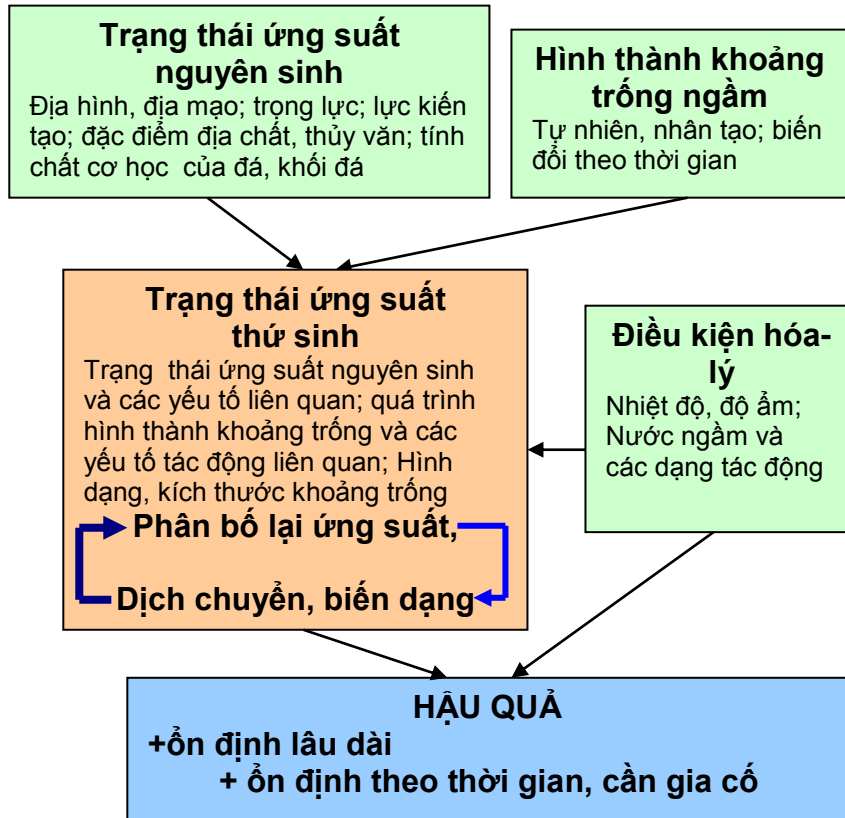 Trạng thái ứng suất
nguyên sinh
Địa hình, địa mạo; trọng lực; lực kiến
tạo; đặc điểm địa chất, thủy văn; tính
chất cơ học của đá, khối đá
Hình thành khoảng
trống ngầm
Tự nhiên, nhân tạo; biến
đổi theo thời gian
Trạng thái ứng suất
thứ sinh
Trạng thái ứng suất nguyên sinh
và các yếu tố liên quan; quá trình
hình thành khoảng trống và các
yếu tố tác động liên quan; Hình
dạng, kích thước khoảng trống
Phân bố lại ứng suất,
Dịch chuyển, biến dạng
Điều kiện hóa-
lý
Nhiệt độ, độ ẩm;
Nước ngầm và
các dạng tác động
HẬU QUẢ
+ổn định lâu dài
+ ổn định theo thời gian, cần gia cố